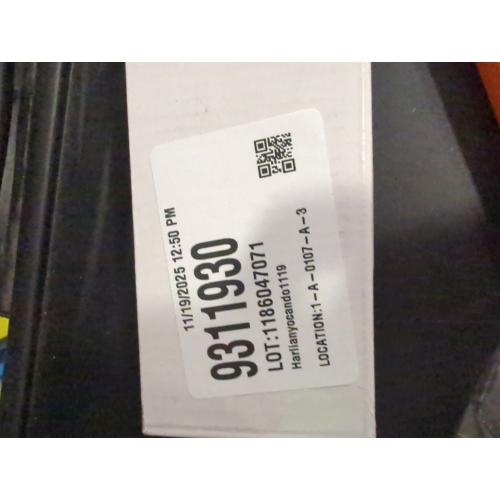 11/19/2025 12:50 PM
9311930
LOT:1186047071
Harlianyocando1119
LOCATION:1-A-0107-A-3